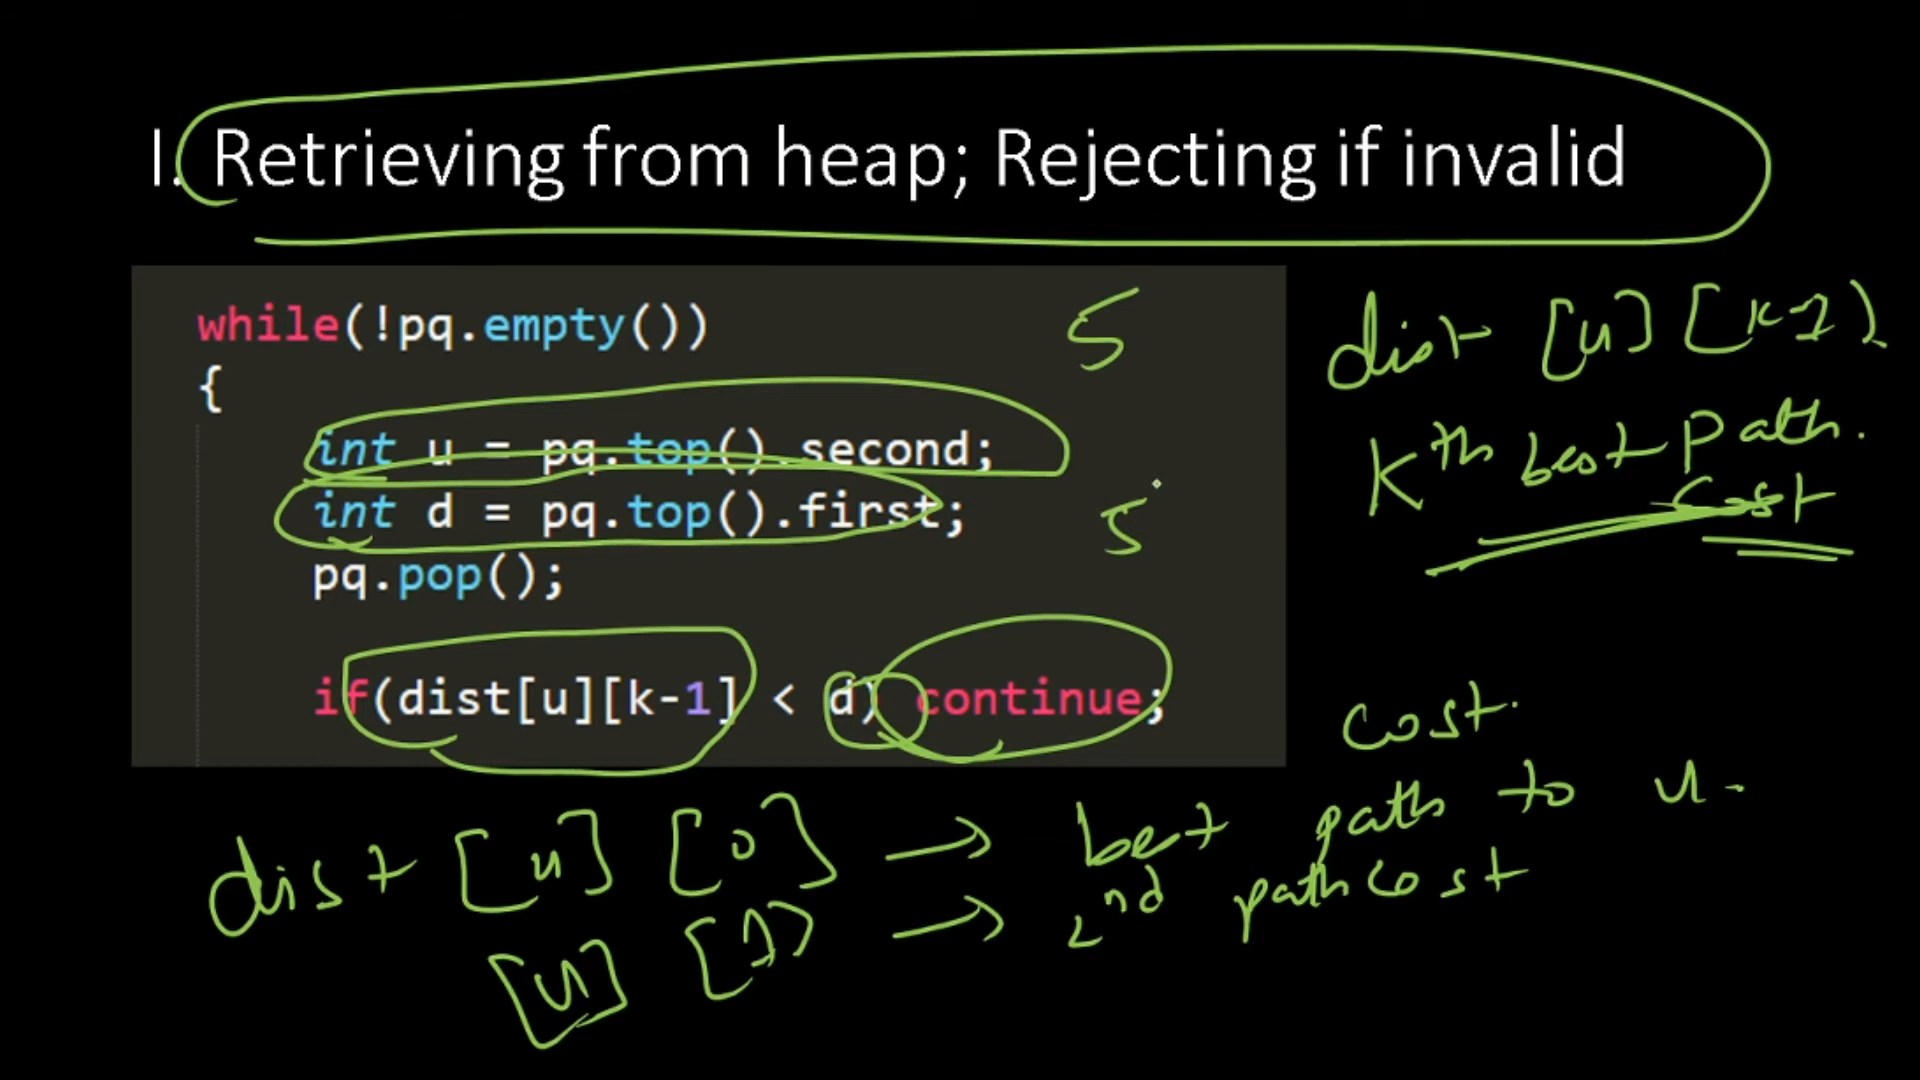 I. Retrieving from heap; Rejecting if invalid
while(!pq.empty())
{
int u = pq.top().second;
int d = pq.top().first;
pq.pop();
if(dist[u][k-1] < d) continue;
5
5
dist [u] [k-1]
Kth best path.
cost
cost.
dist [u] [0] → best path to u.
[u] [1] → 2nd path cost